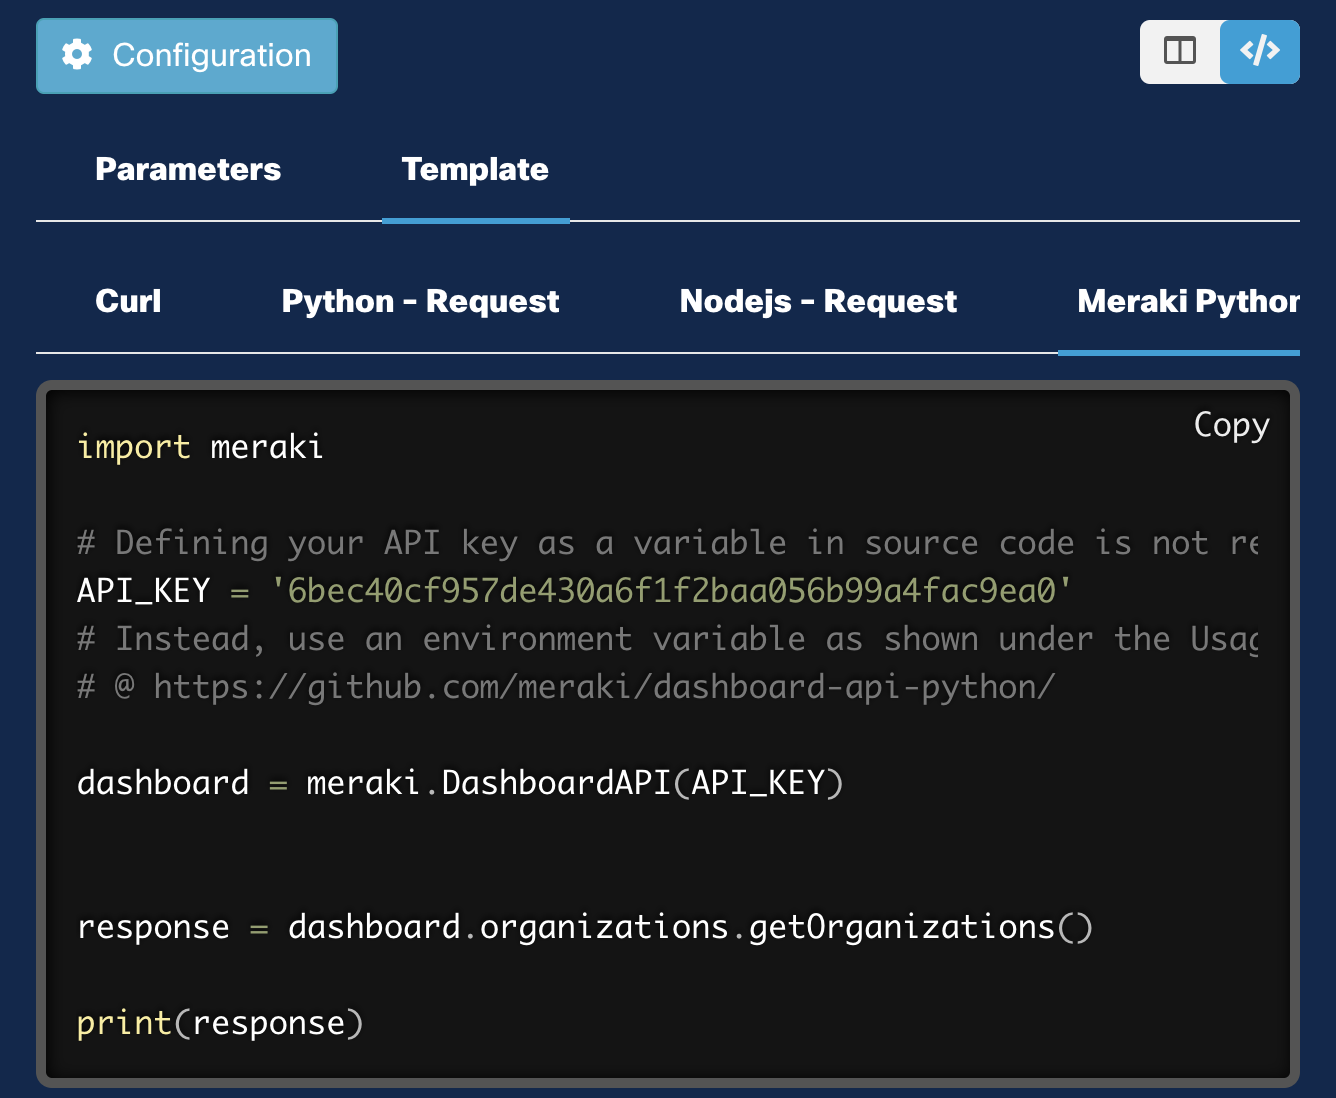 Configuration
</>
Parameters Template
Curl Python - Request Nodejs - Request Meraki Python
Copy
import meraki
# Defining your API key as a variable in source code is not re
API_KEY = '6bec40cf957de430a6f1f2baa056b99a4fac9ea0'
# Instead, use an environment variable as shown under the Usag
# @ https://github.com/meraki/dashboard-api-python/
dashboard = meraki.DashboardAPI(API_KEY)
response = dashboard.organizations.getOrganizations()
print(response)